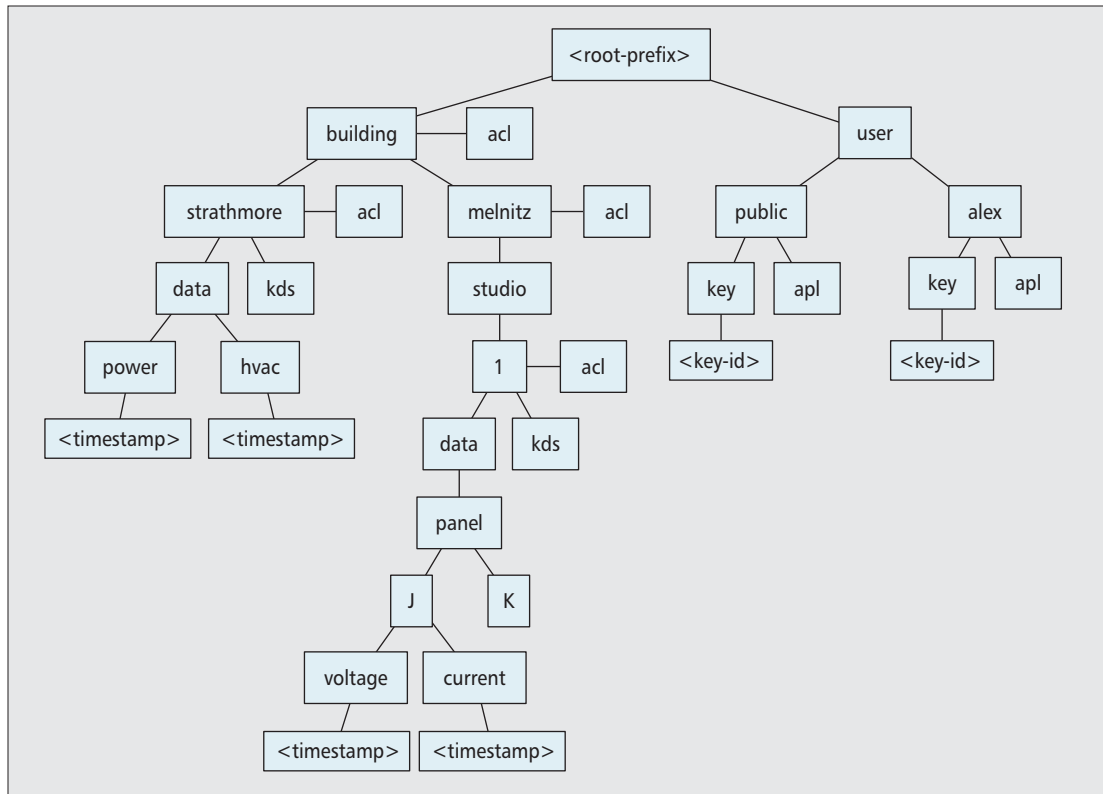 <root-prefix>
building
acl
user
strathmore
acl
melnitz
acl
public
alex
data
kds
studio
key
apl
key
apl
power
hvac
1
acl
<key-id>
<key-id>
<timestamp>
<timestamp>
data
kds
panel
J
K
voltage
current
<timestamp>
<timestamp>